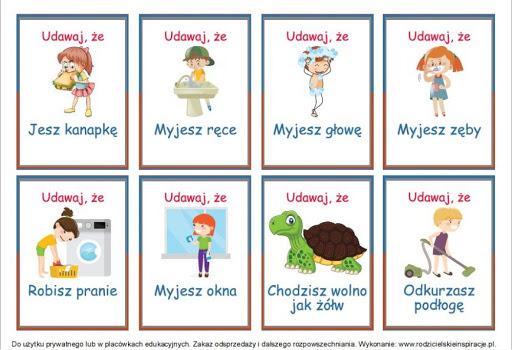 Udawaj, że
Jesz kanapkę
Udawaj, że
Myjesz ręce
Udawaj, że
Myjesz głowę
Udawaj, że
Myjesz zęby
Udawaj, że
Robisz pranie
Udawaj, że
Myjesz okna
Udawaj, że
Chodzisz wolno
jak żółw
Udawaj, że
Odkurzasz
podłogę
Do użytku prywatnego lub w placówkach edukacyjnych. Zakaz odsprzedaży i dalszego rozpowszechniania. Wykonanie: www.rodzicielskieinspiracje.pl.